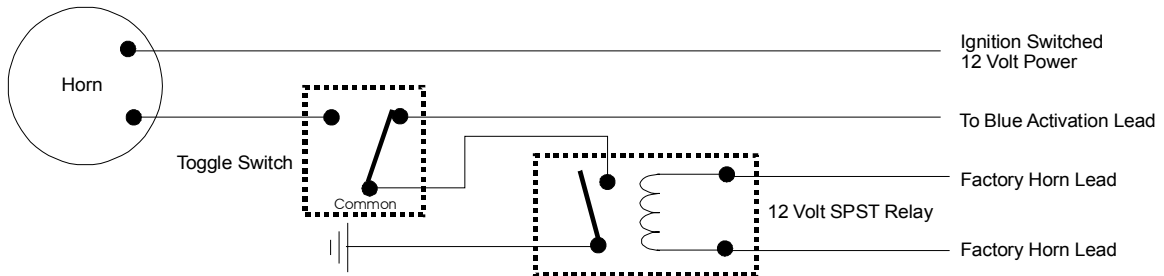 Ignition Switched
12 Volt Power
Horn
To Blue Activation Lead
Toggle Switch
Factory Horn Lead
Common
12 Volt SPST Relay
Factory Horn Lead